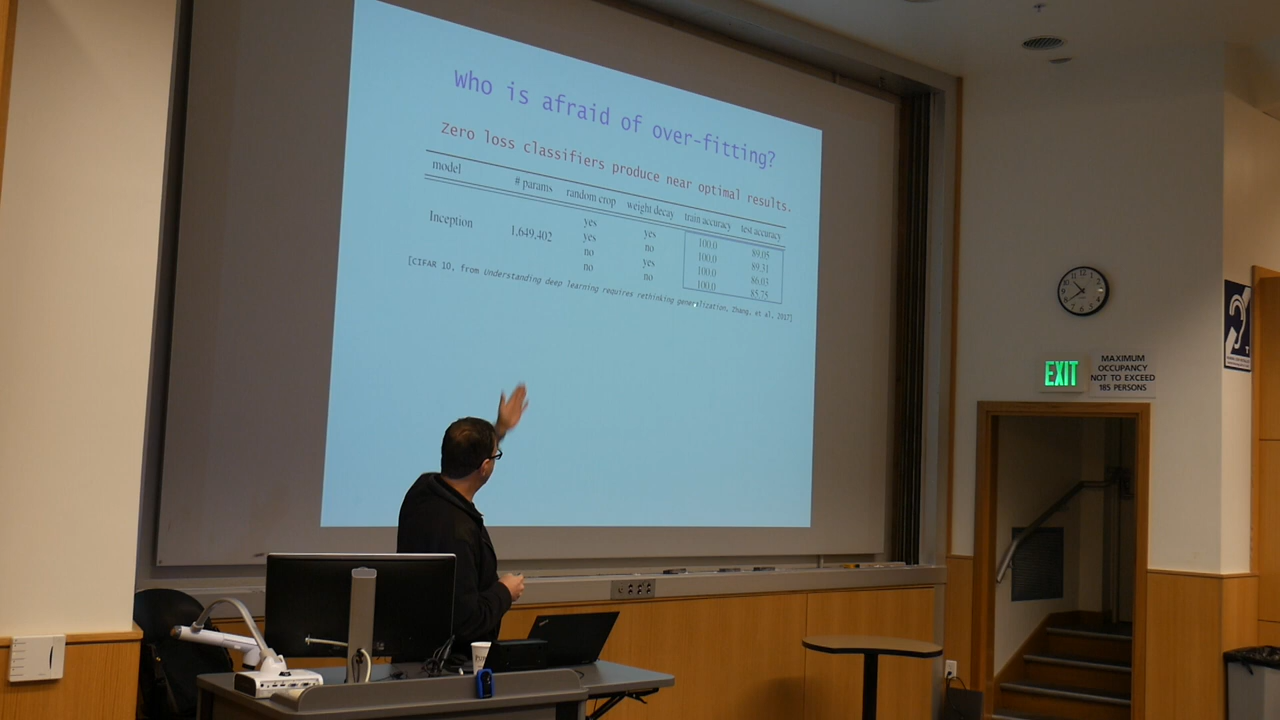 Who is afraid of over-fitting?
Zero loss classifiers produce near optimal results.
model # params random crop weight decay train accuracy test accuracy
Inception 1,649,402
yes yes 100.0 89.05
yes no 100.0 89.31
no yes 100.0 86.03
no no 100.0 85.75
[CIFAR 10, from Understanding deep learning requires rethinking generalization, Zhang, et al, 2017]
EXIT
MAXIMUM
OCCUPANCY
NOT TO EXCEED
185 PERSONS